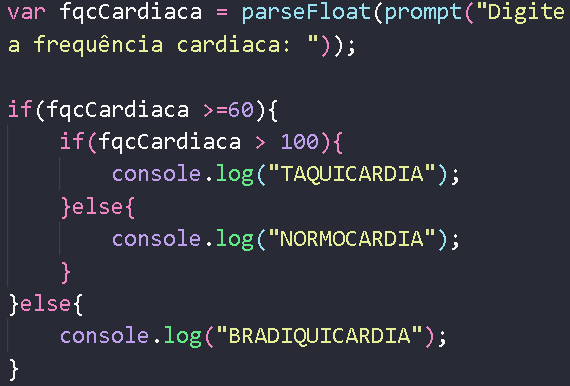 var fqcCardiaca = parseFloat(prompt("Digite
a frequência cardiaca: "));
if(fqcCardiaca >=60){
if(fqcCardiaca > 100){
console.log("TAQUICARDIA");
}else{
console.log("NORMOCARDIA");
}
}else{
console.log("BRADIQUICARDIA");
}